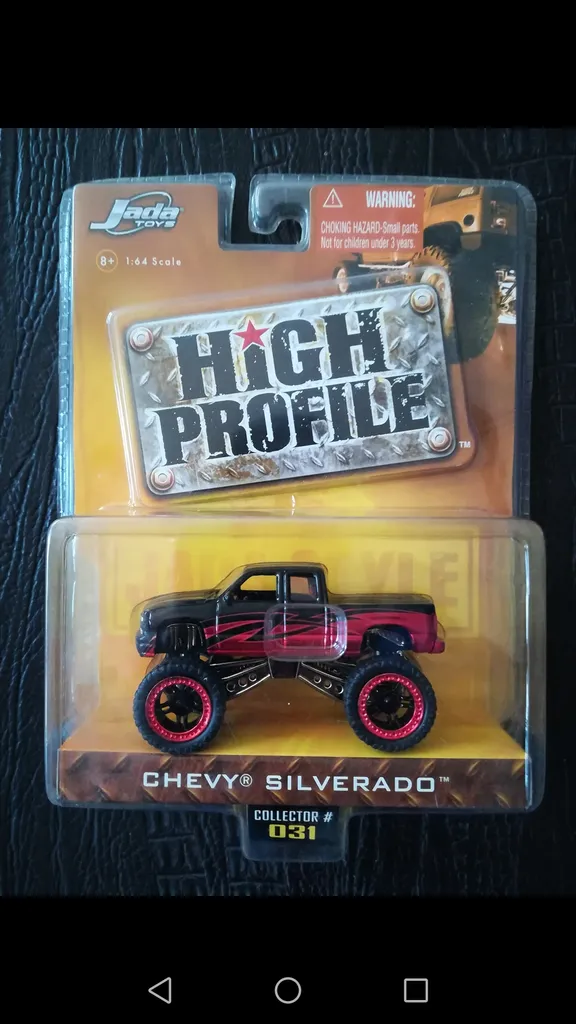 Jada
TOYS
8+ 1:64 Scale
WARNING:
CHOKING HAZARD-Small parts.
Not for children under 3 years.
HIGH
PROFILE™
CHEVY® SILVERADO™
COLLECTOR #
031